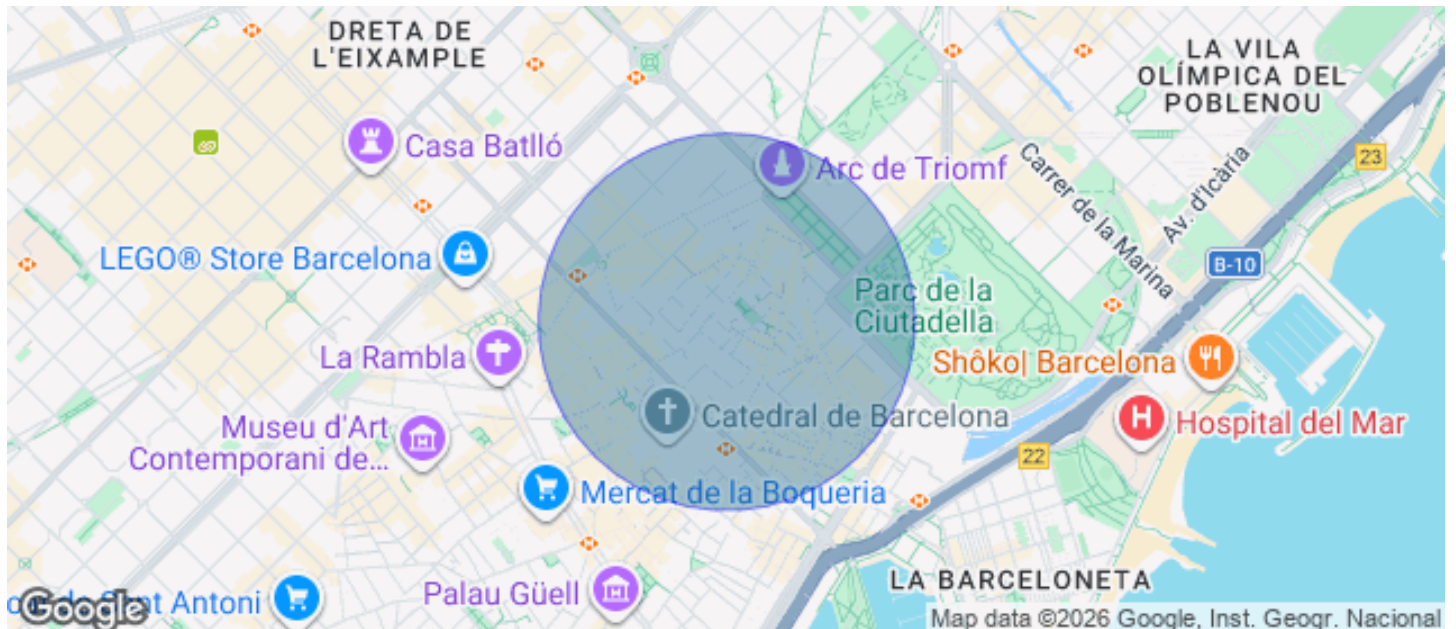 DRETA DE
L'EIXAMPLE
LA VILA
OLÍMPICA DEL
POBLENOU
Casa Batlló
Arc de Triomf
23
Carrer de la Marina
Av. d'Icària
LEGO® Store Barcelona
B-10
Parc de la
Ciutadella
La Rambla
Shôko| Barcelona
Museu d'Art
Contemporani de...
Catedral de Barcelona
H
Hospital del Mar
22
Mercat de la Boqueria
LA BARCELONETA
Palau Güell
Sant Antoni
Google
Map data ©2026 Google, Inst. Geogr. Nacional